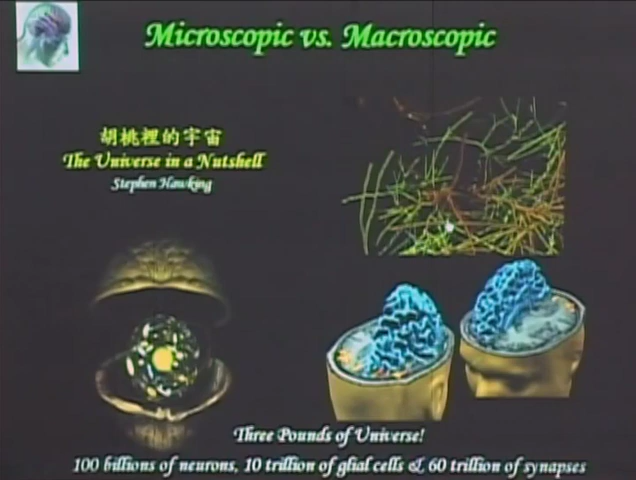 Microscopic vs. Macroscopic
胡桃裡的宇宙
The Universe in a Nutshell
Stephen Hawking
Three Pounds of Universe!
100 billions of neurons, 10 trillion of glial cells & 60 trillion of synapses